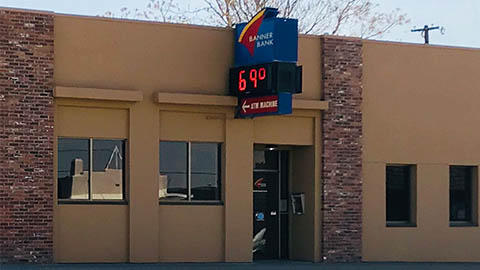 BANNER
BANK
69°
← ATM MACHINE